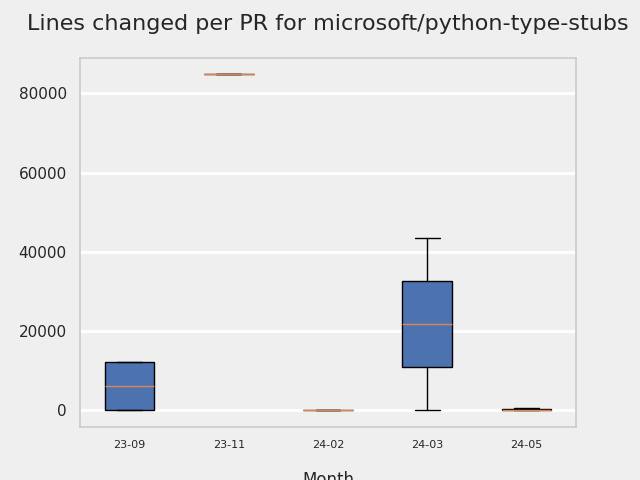 Lines changed per PR for microsoft/python-type-stubs
80000
60000
40000
20000
0
23-09 23-11 24-02 24-03 24-05
Month